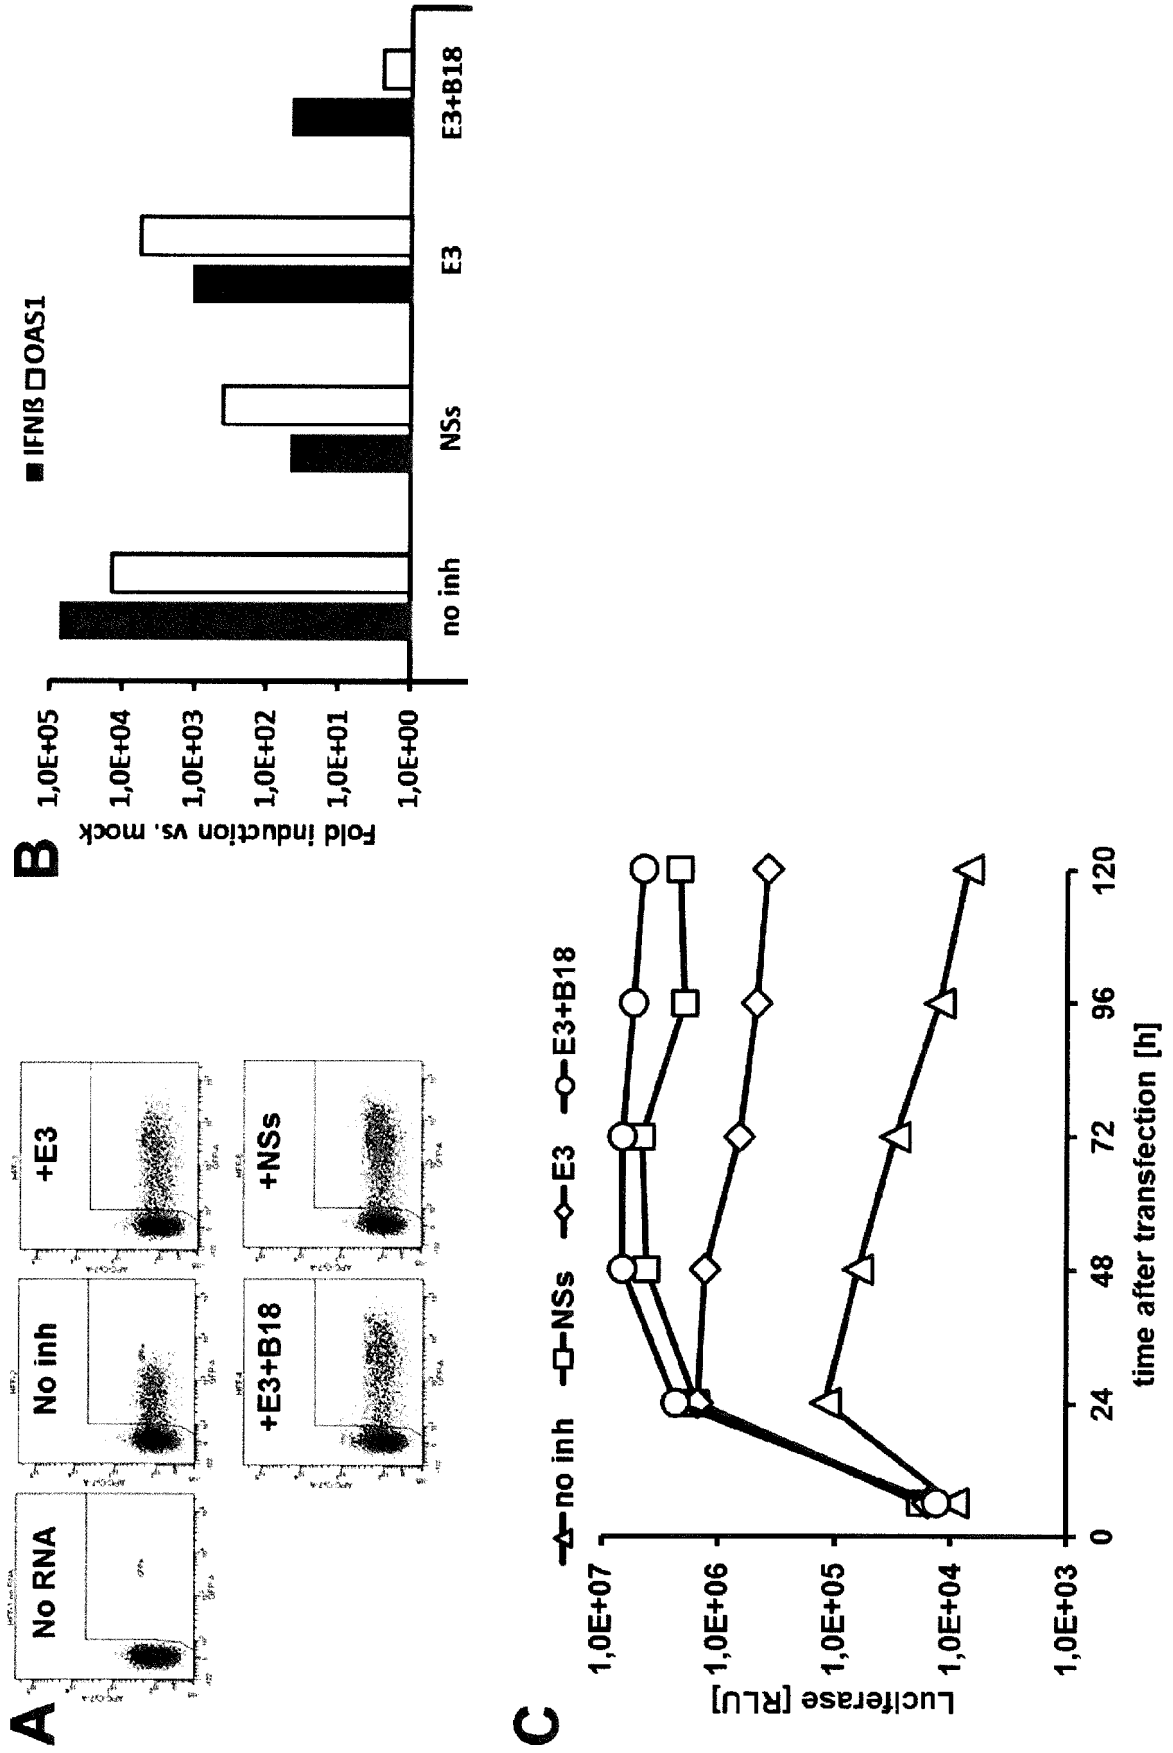 A
No RNA
No inh
+E3
+E3+B18
+NSs
B
■ IFNß □ OAS1
Fold induction vs. mock
1,0E+05
1,0E+04
1,0E+03
1,0E+02
1,0E+01
1,0E+00
no inh
NSs
E3
E3+B18
C
no inh NSs E3 E3+B18
Luciferase [RLU]
1,0E+07
1,0E+06
1,0E+05
1,0E+04
1,0E+03
0 24 48 72 96 120
time after transfection [h]